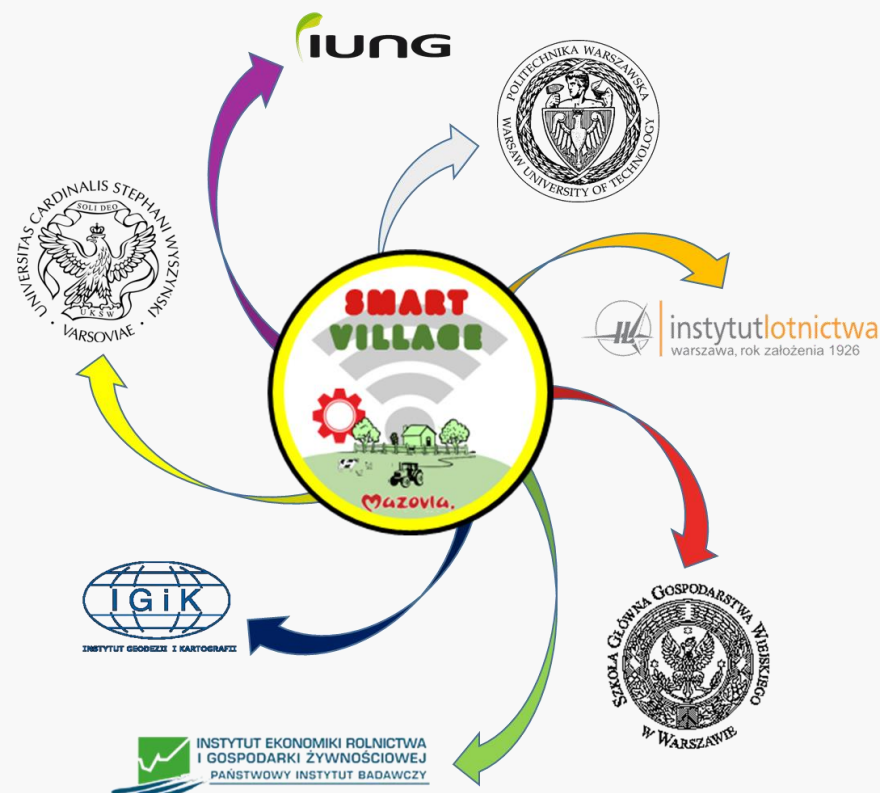 IUNG
POLITECHNIKA WARSZAWSKA
WARSAW UNIVERSITY OF TECHNOLOGY
UNIVERSITAS CARDINALIS STEPHANI WYSZYŃSKI
· VARSOVIAE ·
SOLI DEO
UKSW
SMART
VILLAGE
Mazovia.
IL
instytutlotnictwa
warszawa, rok założenia 1926
IGiK
INSTYTUT GEODEZJI I KARTOGRAFII
SZKOŁA GŁÓWNA GOSPODARSTWA WIEJSKIEGO
W WARSZAWIE
INSTYTUT EKONOMIKI ROLNICTWA
I GOSPODARKI ŻYWNOŚCIOWEJ
PAŃSTWOWY INSTYTUT BADAWCZY